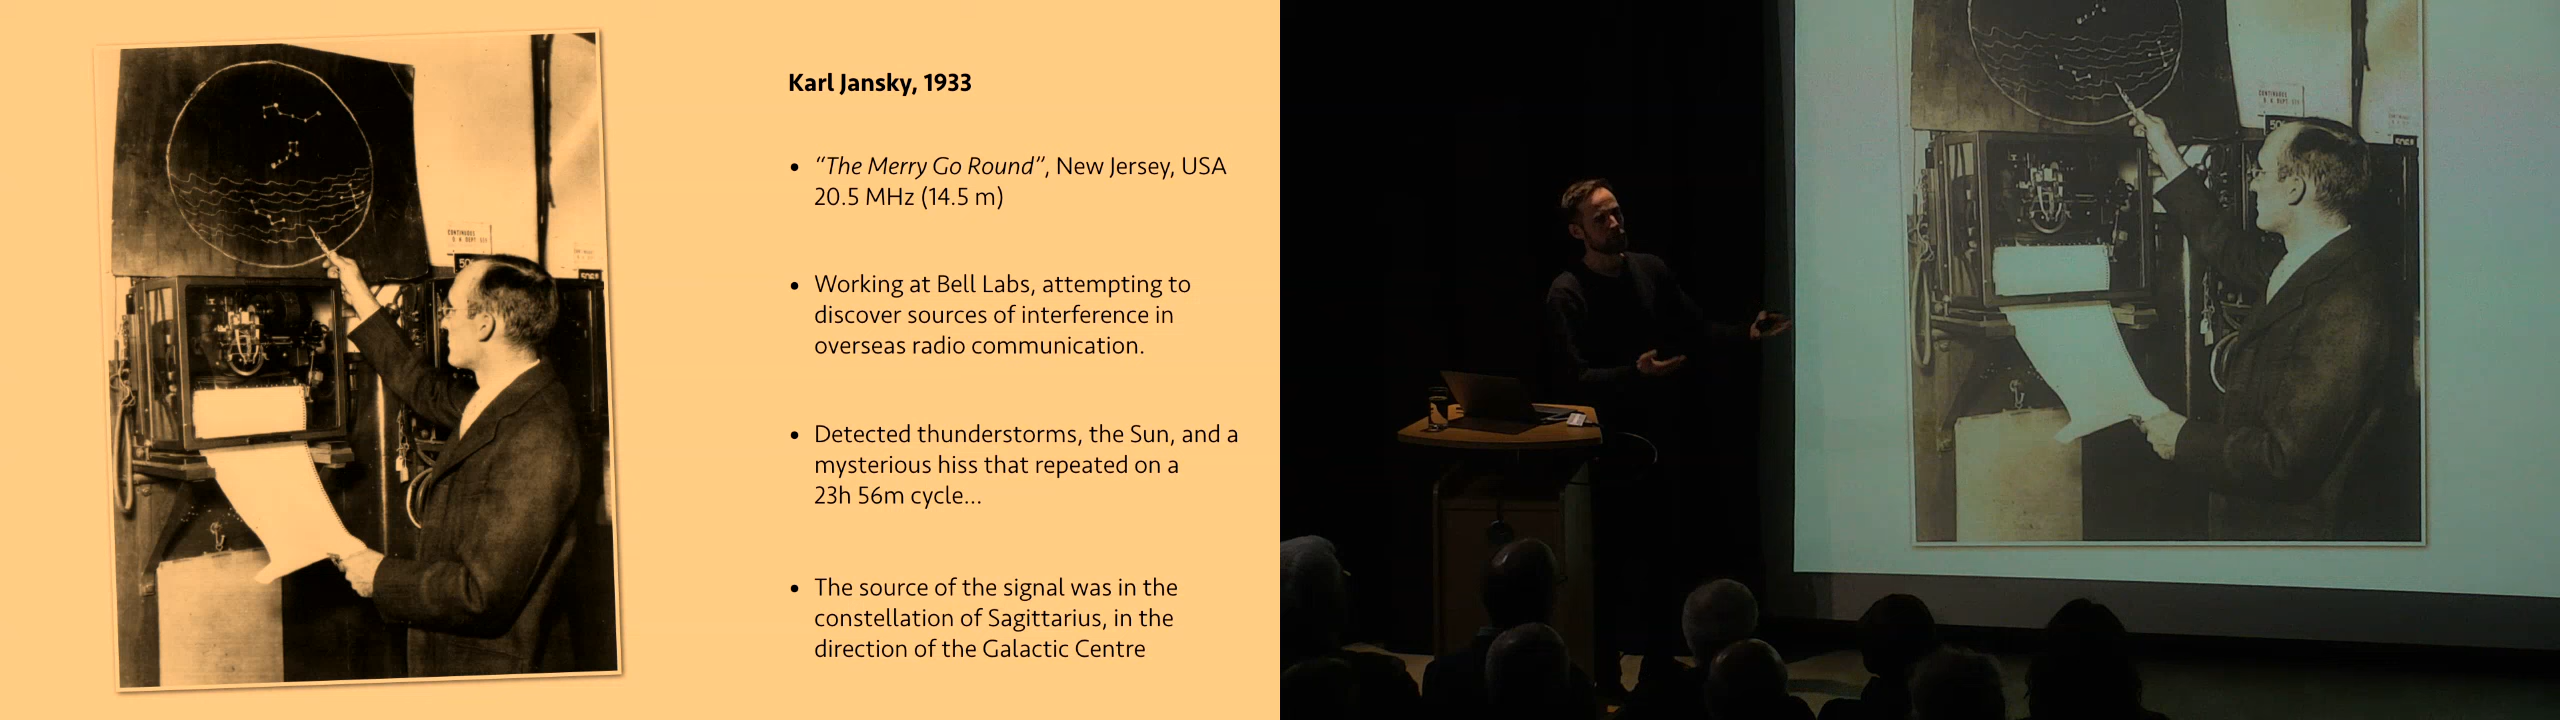 Karl Jansky, 1933
• “The Merry Go Round”, New Jersey, USA
20.5 MHz (14.5 m)
• Working at Bell Labs, attempting to
discover sources of interference in
overseas radio communication.
• Detected thunderstorms, the Sun, and a
mysterious hiss that repeated on a
23h 56m cycle...
• The source of the signal was in the
constellation of Sagittarius, in the
direction of the Galactic Centre
CONTINUOUS
CONTINUOUS